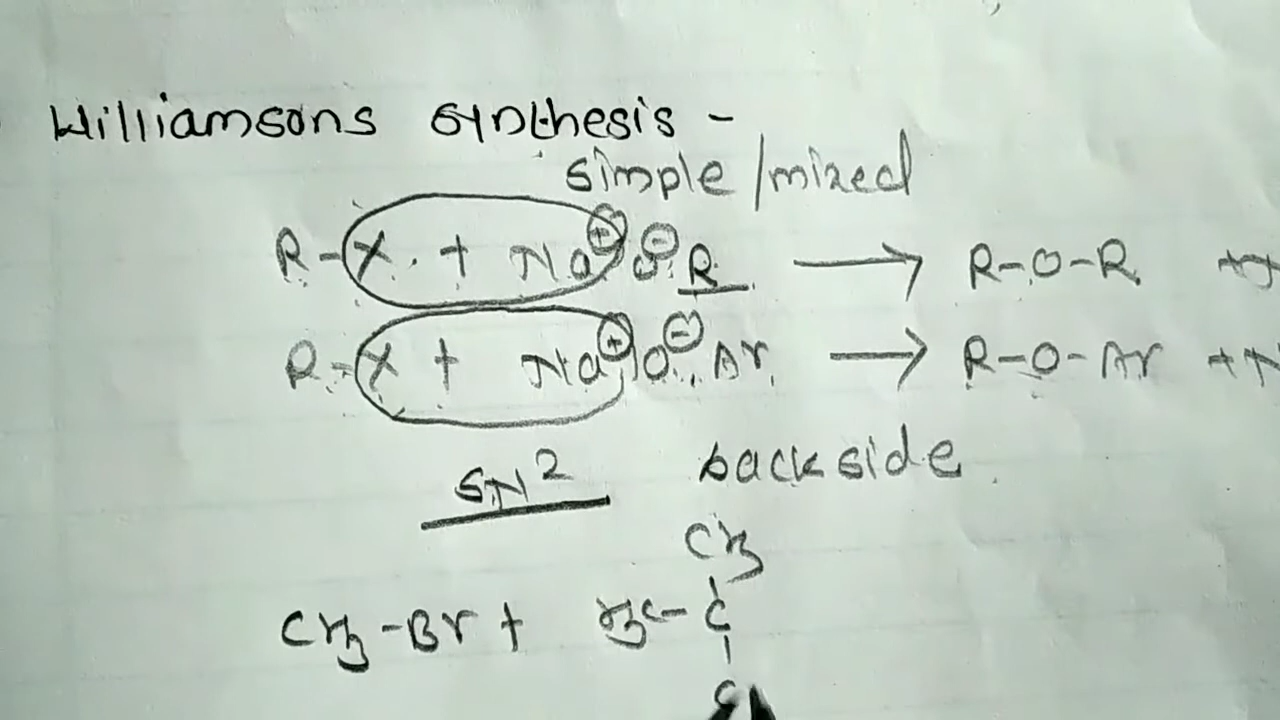 Williamsons synthesis -
simple/mixed
R-X + Na⊕O⊖R ⟶ R-O-R +
R-X + Na⊕O⊖Ar ⟶ R-O-Ar +N
SN2 backside
CH3
CH3-Br + H3C-C
C